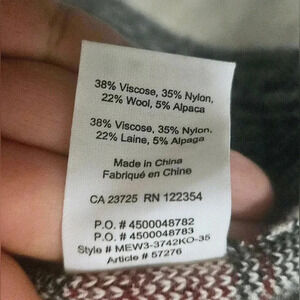 38% Viscose, 35% Nylon,
22% Wool, 5% Alpaca
38% Viscose, 35% Nylon,
22% Laine, 5% Alpaga
Made in China
Fabriqué en Chine
CA 23725 RN 122354
P.O. # 4500048782
P.O. # 4500048783
Style # MEW3-3742KO-35
Article # 57276